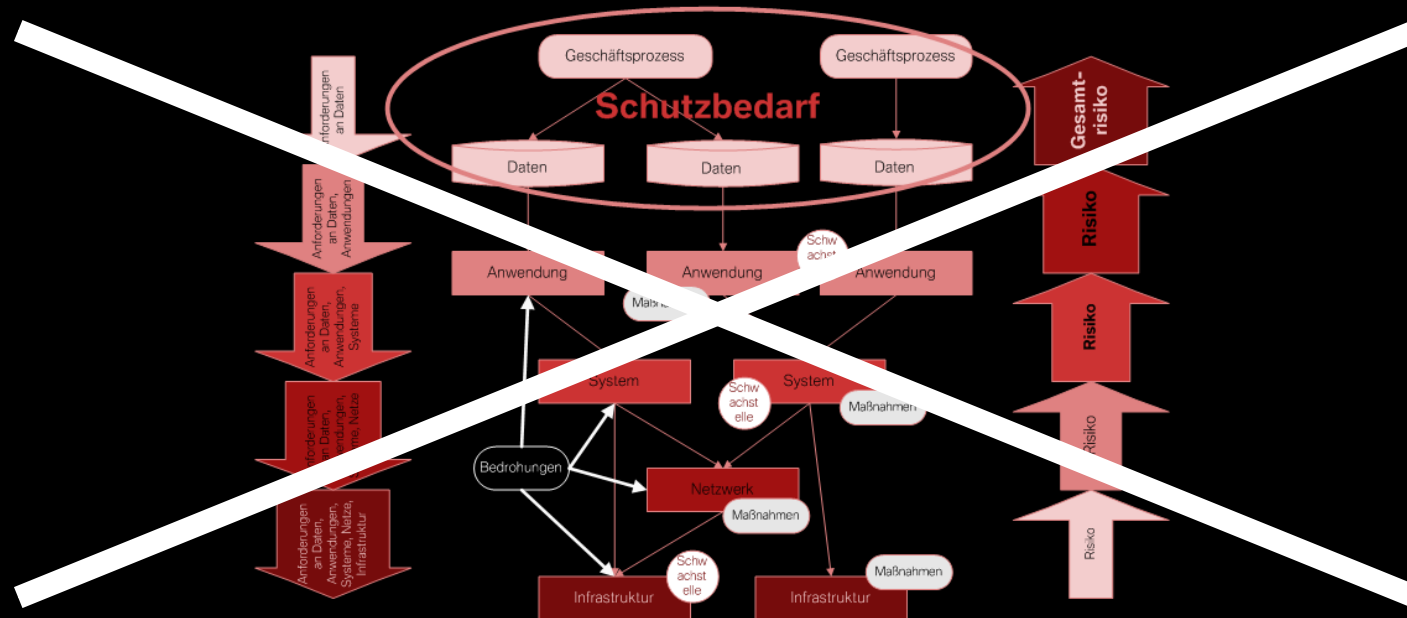 Geschäftsprozess
Geschäftsprozess
Schutzbedarf
Daten
Daten
Daten
Anwendung
Anwendung
Anwendung
Schw
System
System
Schw
achst
elle
Maßnahmen
Bedrohungen
Netzwerk
Maßnahmen
Schw
achst
elle
Infrastruktur
Infrastruktur
Maßnahmen
an Daten
Anforderungen
an Daten,
Anwendungen
Anforderungen
an Daten,
Anwendungen,
Systeme
Netze
Anforderungen
an Daten,
Anwendungen,
Systeme, Netze,
Infrastruktur
Gesamt-
risiko
Risiko
Risiko
Risiko
Risiko